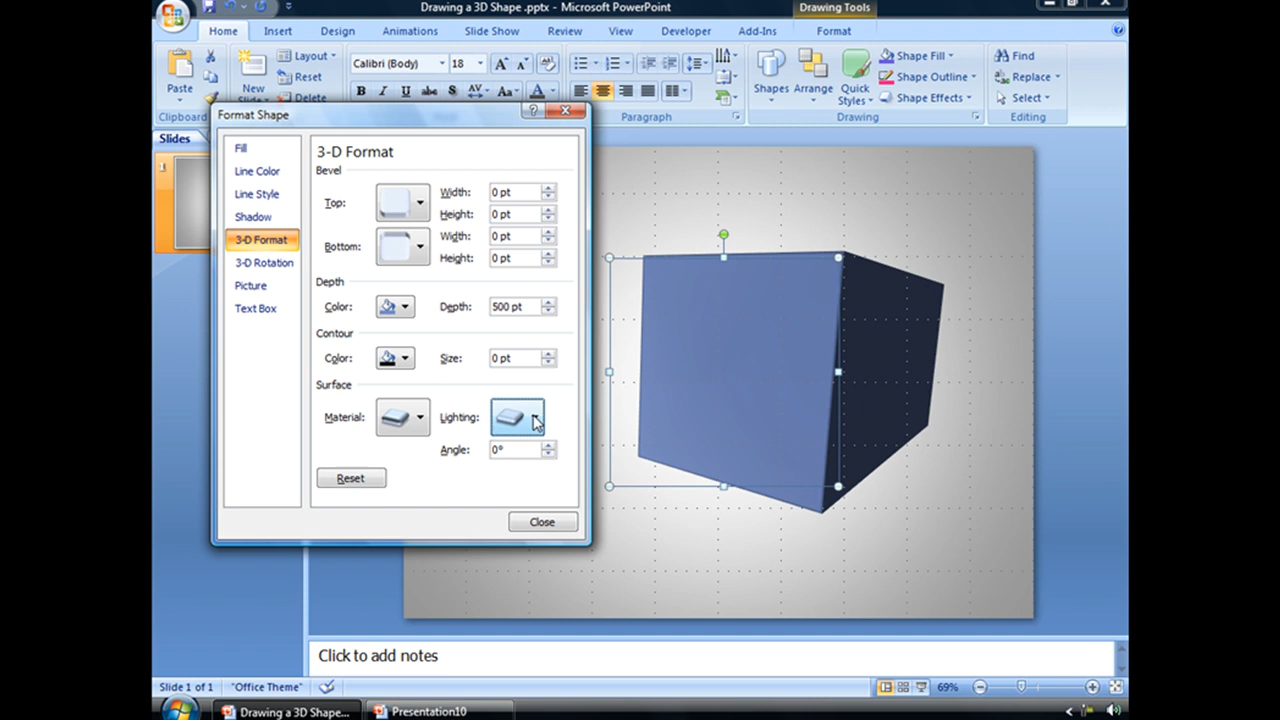 Drawing a 3D Shape .pptx - Microsoft PowerPoint
Drawing Tools
Home Insert Design Animations Slide Show Review View Developer Add-Ins Format
Paste
Clipboard
New
Layout
Reset
Delete
Calibri (Body) 18
B I U abc S AV Aa A
Paragraph
Shapes Arrange Quick
Styles
Shape Fill
Shape Outline
Shape Effects
Drawing
Find
Replace
Select
Editing
Slides
1
Format Shape
Fill
Line Color
Line Style
Shadow
3-D Format
3-D Rotation
Picture
Text Box
3-D Format
Bevel
Top: Width: 0 pt
Height: 0 pt
Bottom: Width: 0 pt
Height: 0 pt
Depth
Color: Depth: 500 pt
Contour
Color: Size: 0 pt
Surface
Material: Lighting:
Angle: 0°
Reset
Close
Click to add notes
Slide 1 of 1 "Office Theme" 69%
Drawing a 3D Shape... Presentation10